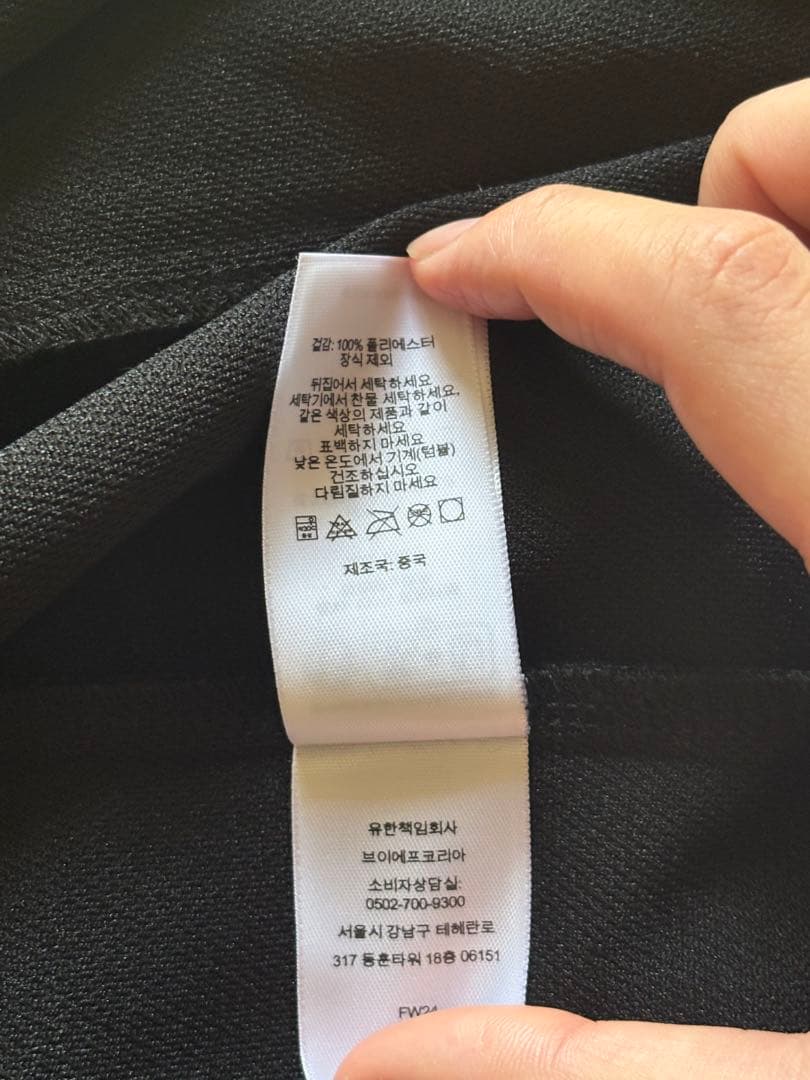 겉감: 100% 폴리에스터
장식 제외
뒤집어서 세탁하세요
세탁기에서 찬물 세탁하세요,
같은 색상의 제품과 같이
세탁하세요
표백하지 마세요
낮은 온도에서 기계(텀블)
건조하십시오
다림질하지 마세요
제조국: 중국
유한책임회사
브이에프코리아
소비자상담실:
0502-700-9300
서울시 강남구 테헤란로
317 동훈타워 18층 06151
FW24